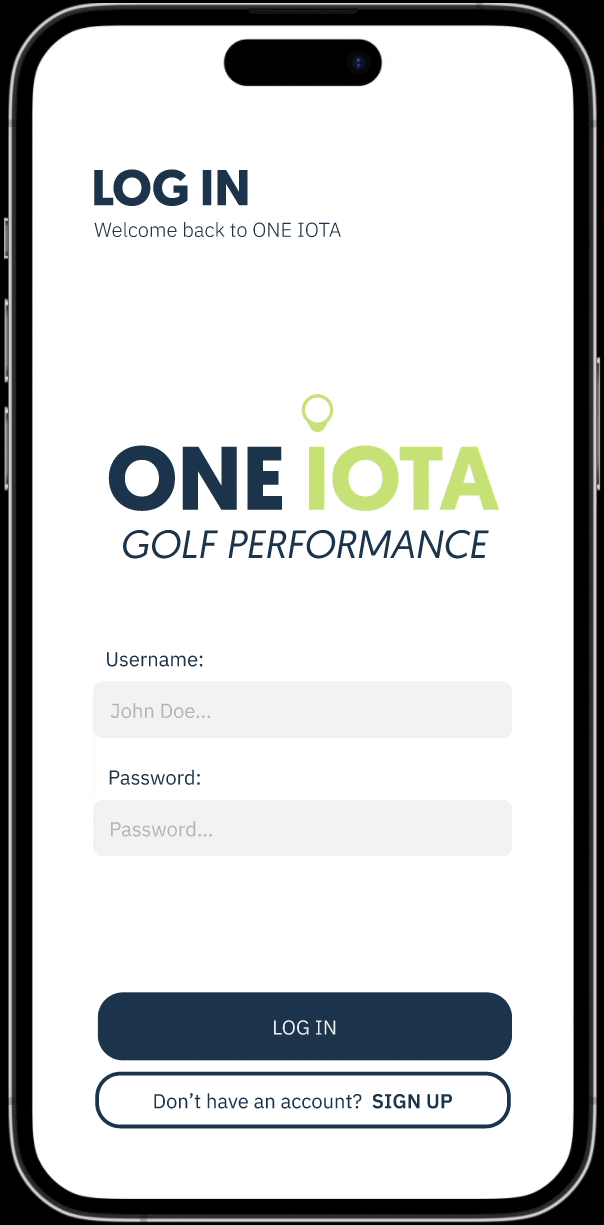 LOG IN
Welcome back to ONE IOTA
ONE IOTA
GOLF PERFORMANCE
Username:
John Doe...
Password:
Password...
LOG IN
Don’t have an account? SIGN UP